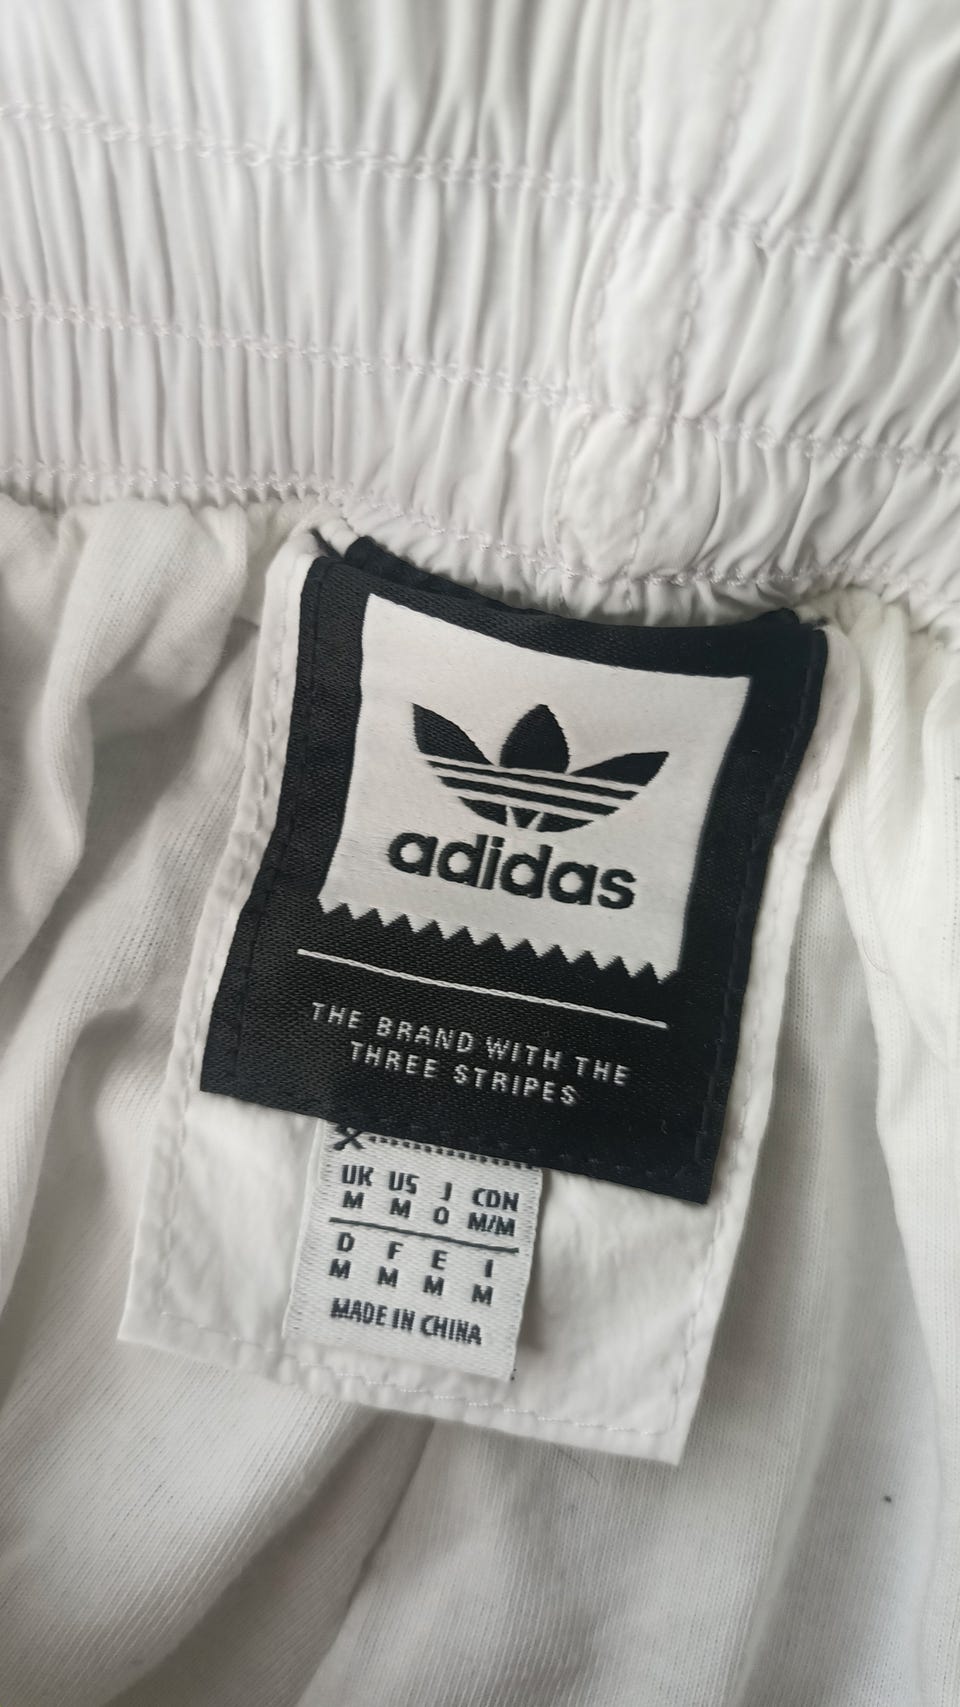 adidas
THE BRAND WITH THE
THREE STRIPES
UK US J CDN
M M O M/M
D F E I
M M M M
MADE IN CHINA